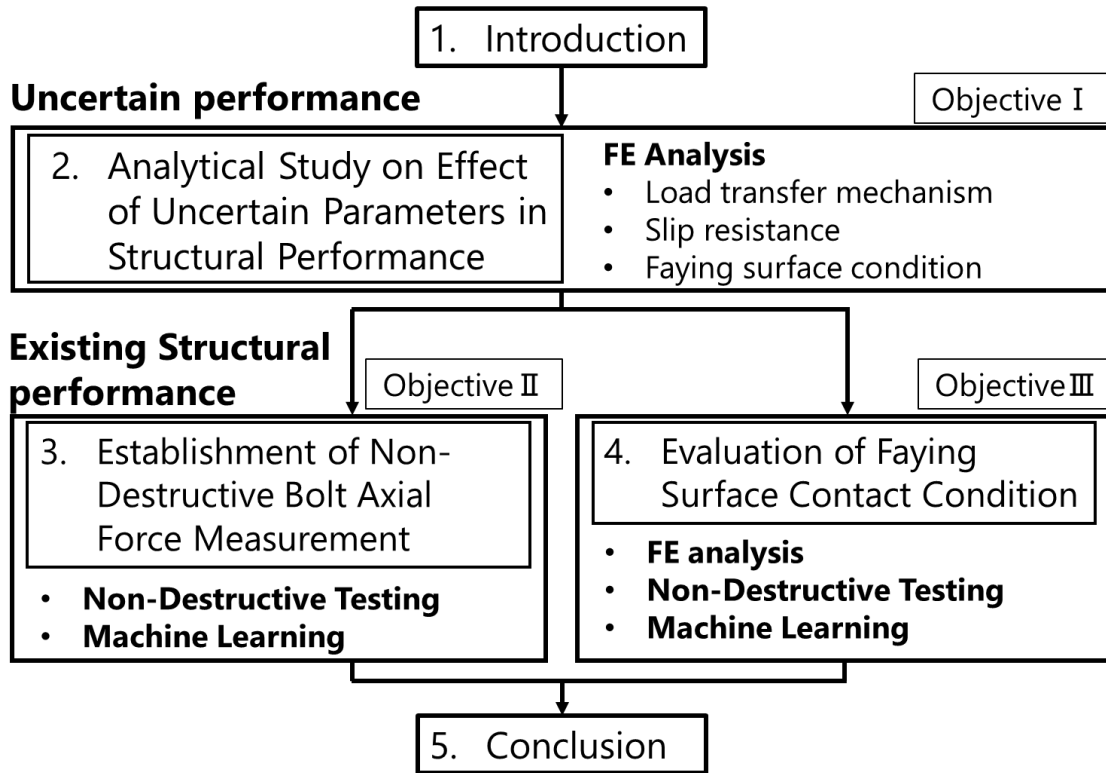 1. Introduction
Uncertain performance
Objective Ⅰ
2. Analytical Study on Effect
of Uncertain Parameters in
Structural Performance
FE Analysis
• Load transfer mechanism
• Slip resistance
• Faying surface condition
Existing Structural
performance
Objective Ⅱ
3. Establishment of Non-
Destructive Bolt Axial
Force Measurement
• Non-Destructive Testing
• Machine Learning
Objective Ⅲ
4. Evaluation of Faying
Surface Contact Condition
• FE analysis
• Non-Destructive Testing
• Machine Learning
5. Conclusion